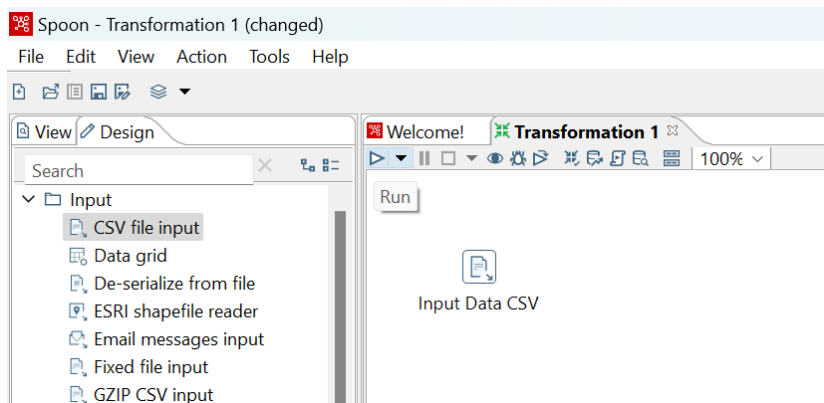 Spoon - Transformation 1 (changed)
File Edit View Action Tools Help
View Design
Welcome! Transformation 1
Search
100%
Input
Run
CSV file input
Data grid
De-serialize from file
ESRI shapefile reader
Input Data CSV
Email messages input
Fixed file input
GZIP CSV input